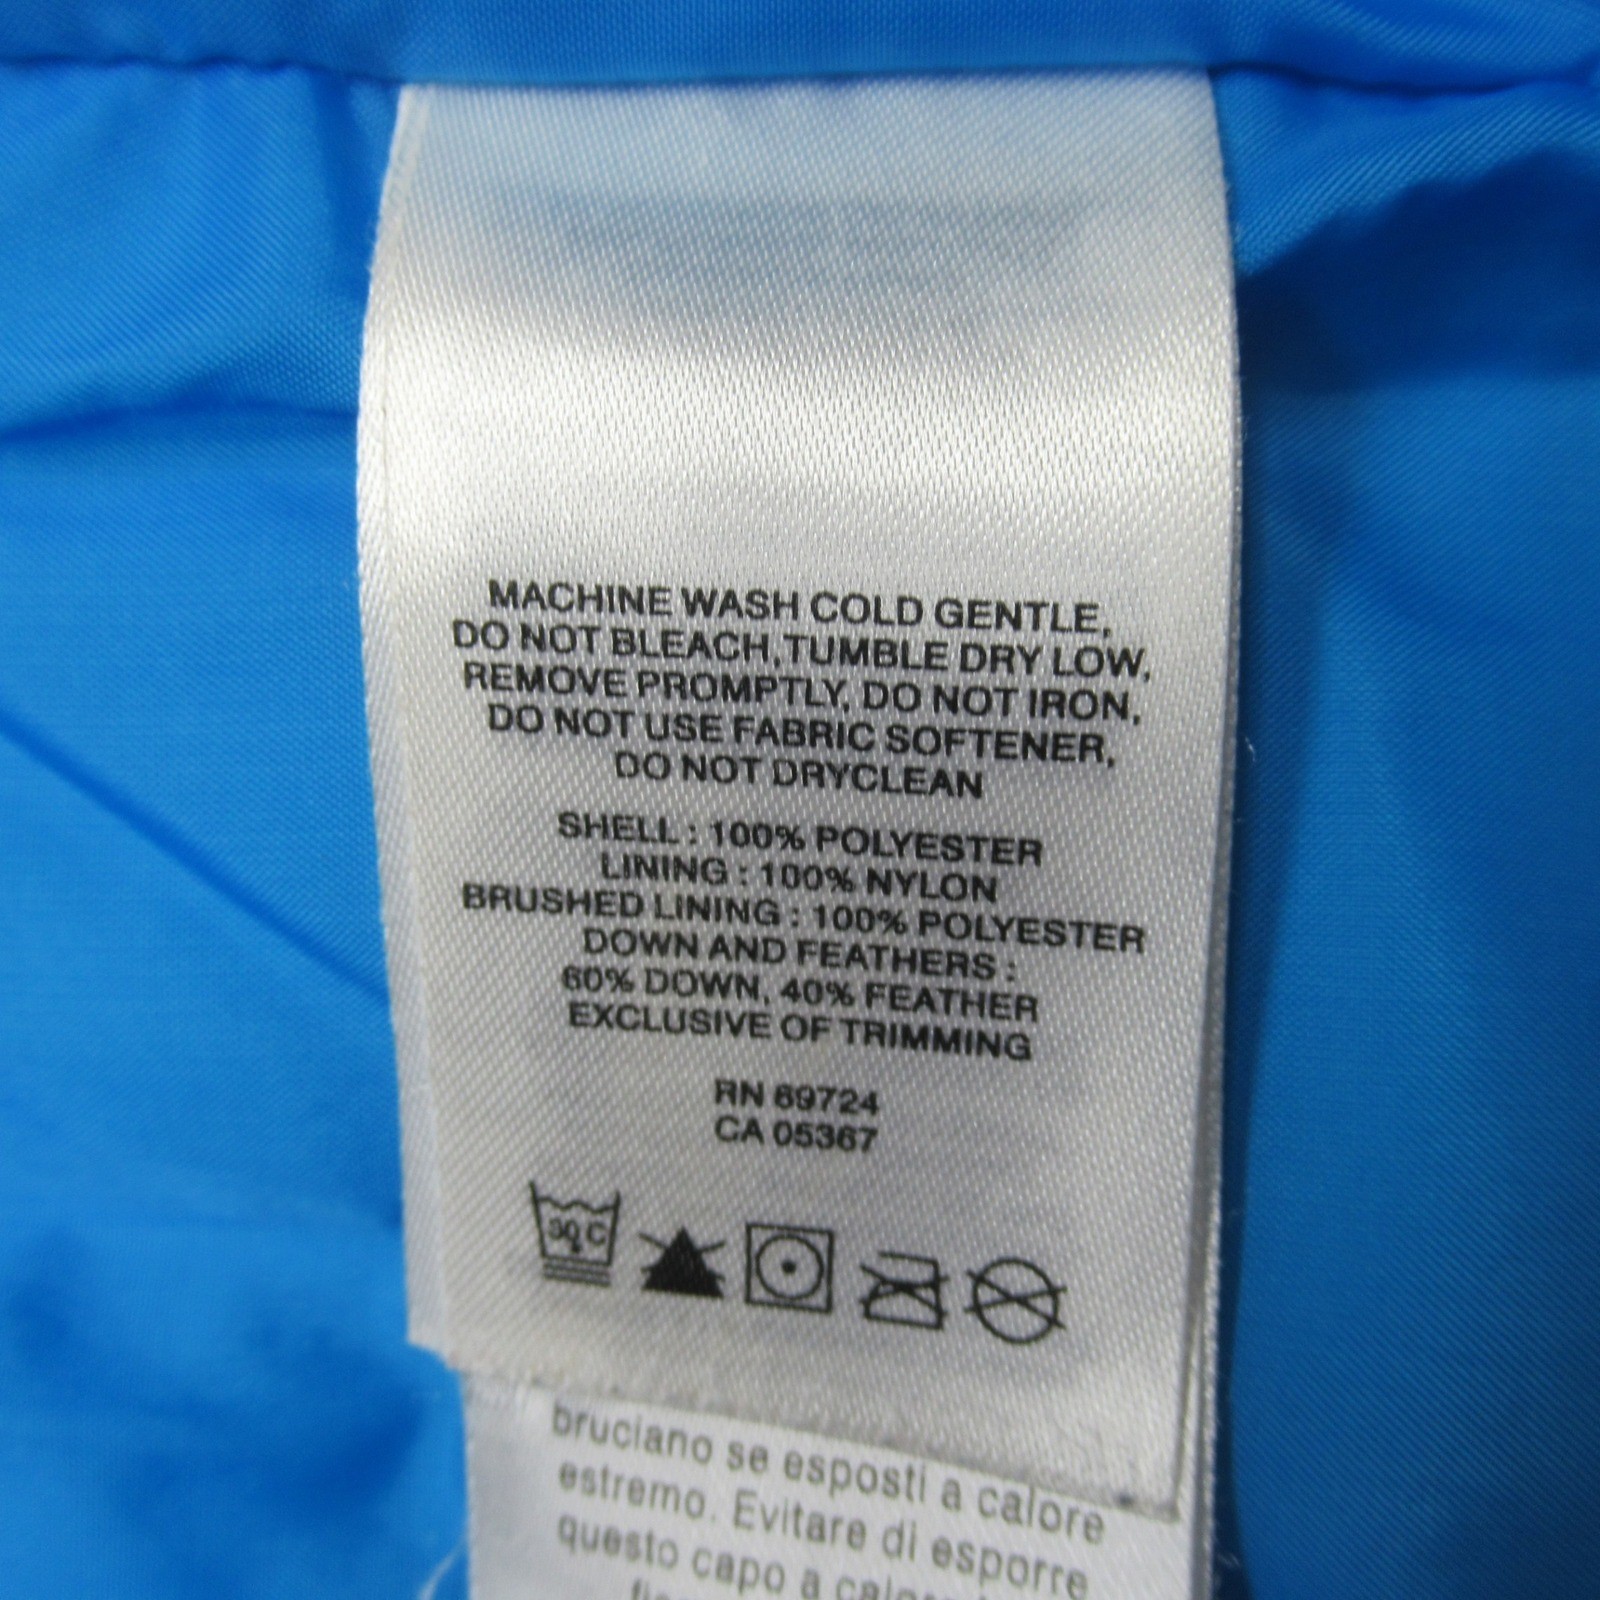 MACHINE WASH COLD GENTLE,
DO NOT BLEACH,TUMBLE DRY LOW,
REMOVE PROMPTLY, DO NOT IRON,
DO NOT USE FABRIC SOFTENER,
DO NOT DRYCLEAN
SHELL : 100% POLYESTER
LINING : 100% NYLON
BRUSHED LINING : 100% POLYESTER
DOWN AND FEATHERS :
60% DOWN, 40% FEATHER
EXCLUSIVE OF TRIMMING
RN 69724
CA 05367
30 C
bruciano se esposti a calore
estremo. Evitare di esporre
questo capo a